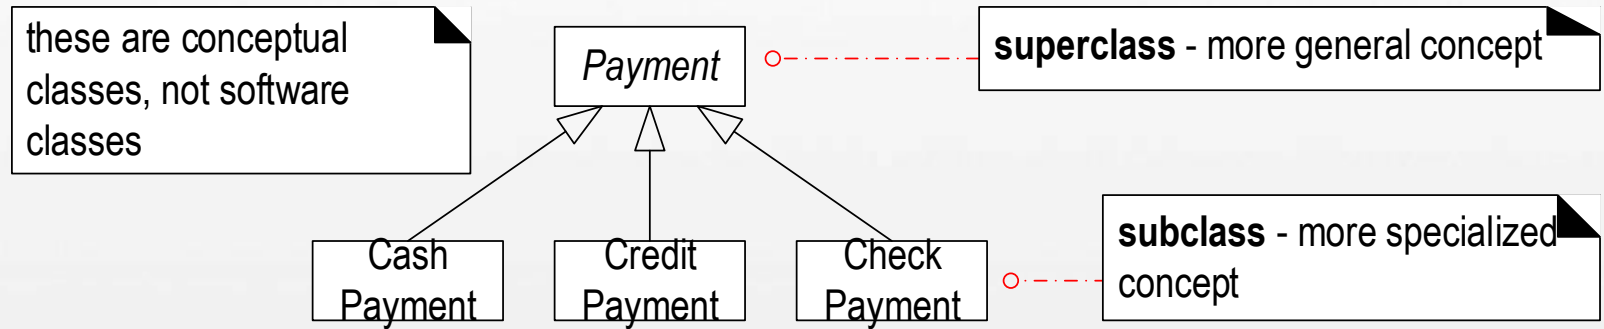 these are conceptual
classes, not software
classes
Payment
superclass - more general concept
Cash
Payment
Credit
Payment
Check
Payment
subclass - more specialized
concept